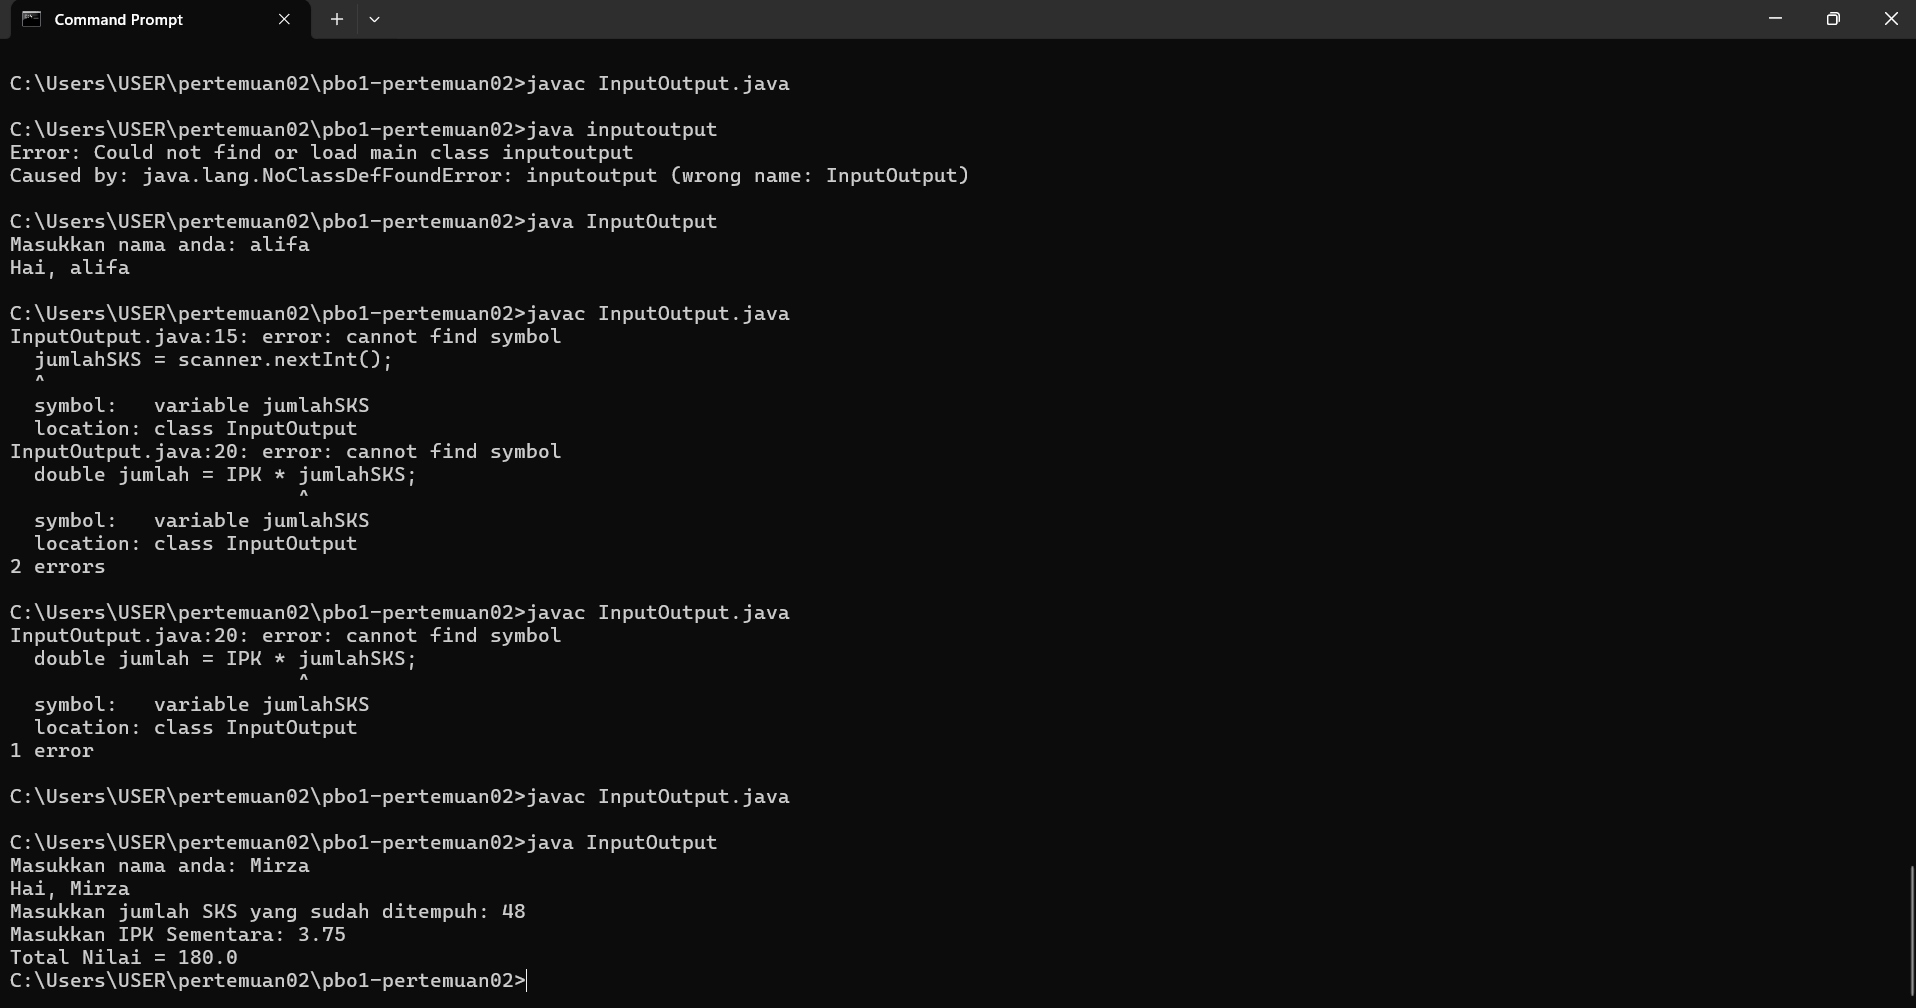 Command Prompt
C:\Users\USER\pertemuan02\pbo1-pertemuan02>javac InputOutput.java
C:\Users\USER\pertemuan02\pbo1-pertemuan02>java inputoutput
Error: Could not find or load main class inputoutput
Caused by: java.lang.NoClassDefFoundError: inputoutput (wrong name: InputOutput)
C:\Users\USER\pertemuan02\pbo1-pertemuan02>java InputOutput
Masukkan nama anda: alifa
Hai, alifa
C:\Users\USER\pertemuan02\pbo1-pertemuan02>javac InputOutput.java
InputOutput.java:15: error: cannot find symbol
  jumlahSKS = scanner.nextInt();
  ^
  symbol:   variable jumlahSKS
  location: class InputOutput
InputOutput.java:20: error: cannot find symbol
  double jumlah = IPK * jumlahSKS;
                        ^
  symbol:   variable jumlahSKS
  location: class InputOutput
2 errors
C:\Users\USER\pertemuan02\pbo1-pertemuan02>javac InputOutput.java
InputOutput.java:20: error: cannot find symbol
  double jumlah = IPK * jumlahSKS;
                        ^
  symbol:   variable jumlahSKS
  location: class InputOutput
1 error
C:\Users\USER\pertemuan02\pbo1-pertemuan02>javac InputOutput.java
C:\Users\USER\pertemuan02\pbo1-pertemuan02>java InputOutput
Masukkan nama anda: Mirza
Hai, Mirza
Masukkan jumlah SKS yang sudah ditempuh: 48
Masukkan IPK Sementara: 3.75
Total Nilai = 180.0
C:\Users\USER\pertemuan02\pbo1-pertemuan02>